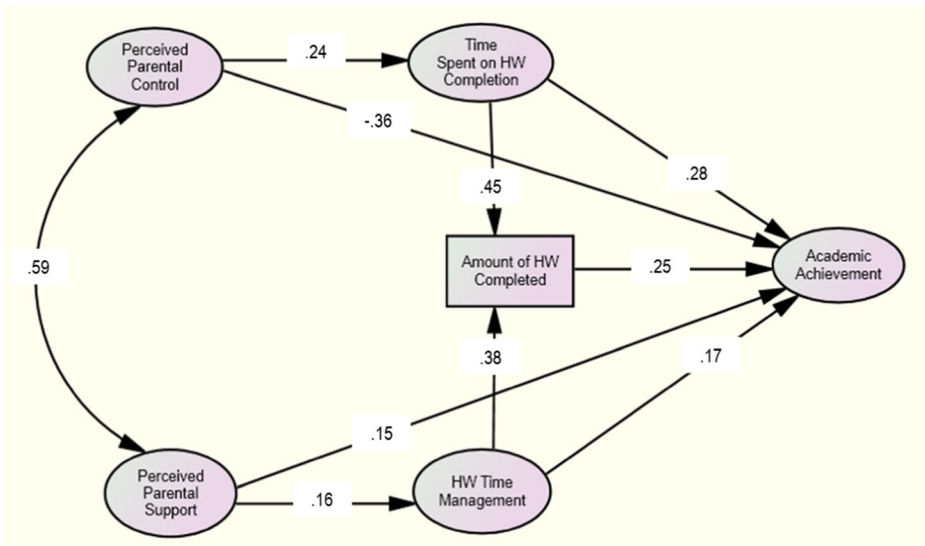 Perceived
Parental
Control
.24
Time
Spent on HW
Completion
-.36
.28
.45
.59
Amount of HW
Completed
.25
Academic
Achievement
.38
.17
.15
Perceived
Parental
Support
.16
HW Time
Management